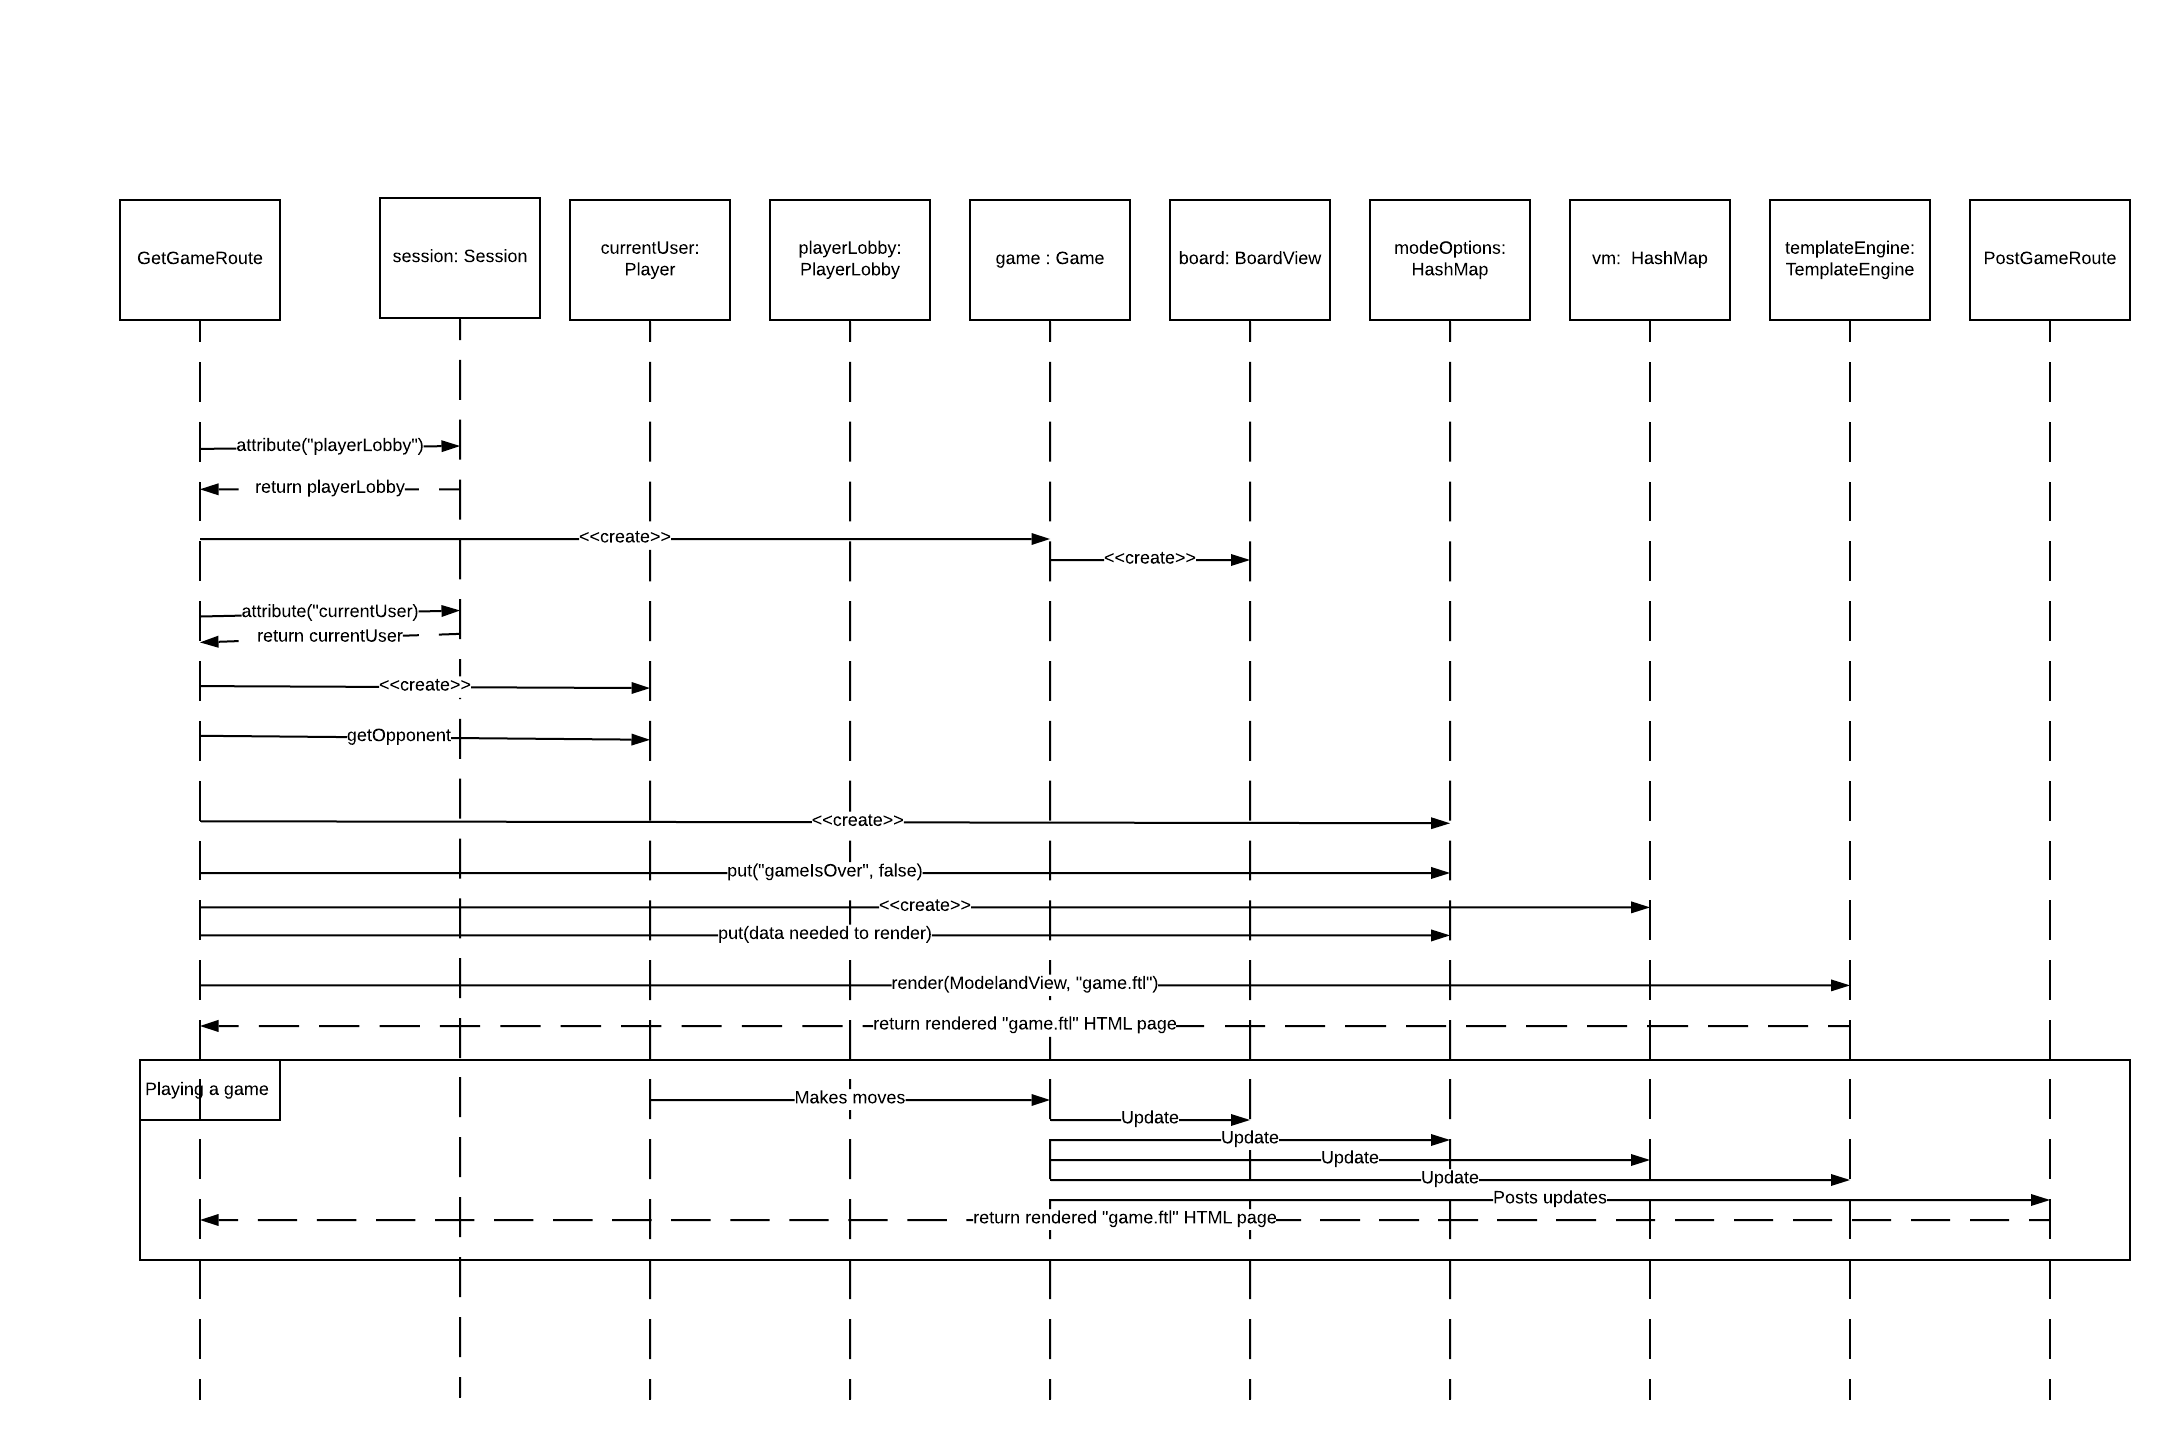 GetGameRoute
session: Session
currentUser:
Player
playerLobby:
PlayerLobby
game : Game
board: BoardView
modeOptions:
HashMap
vm:  HashMap
templateEngine:
TemplateEngine
PostGameRoute
attribute("playerLobby")
return playerLobby
<<create>>
<<create>>
attribute("currentUser)
return currentUser
<<create>>
getOpponent
<<create>>
put("gameIsOver", false)
<<create>>
put(data needed to render)
render(ModelandView, "game.ftl")
return rendered "game.ftl" HTML page
Playing a game
Makes moves
Update
Update
Update
Update
Posts updates
return rendered "game.ftl" HTML page